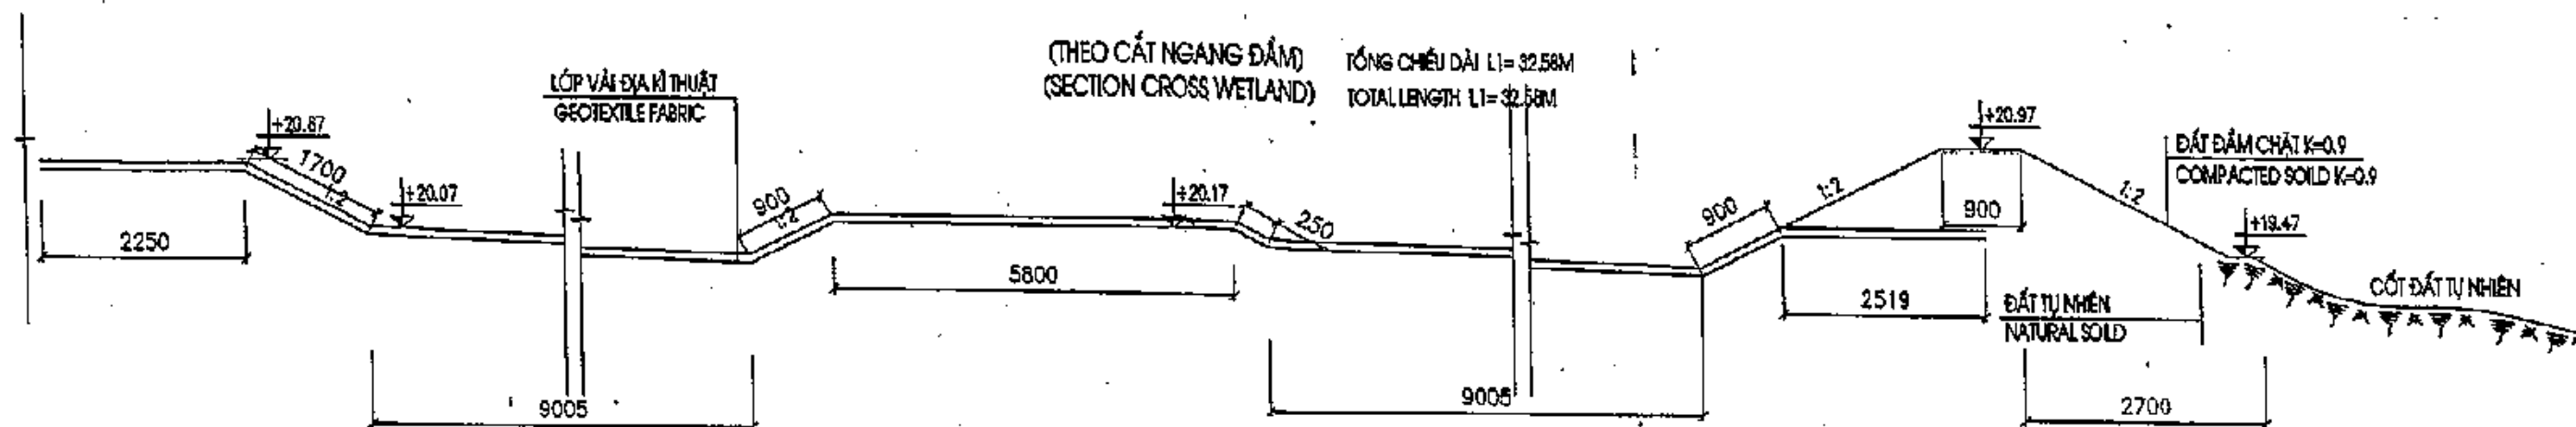 (THEO CẮT NGANG ĐẦM)
(SECTION CROSS WETLAND)
TỔNG CHIỀU DÀI L1= 32.58M
TOTAL LENGTH L1= 32.58M
LỚP VẢI ĐỊA KĨ THUẬT
GEOTEXTILE FABRIC
+20.87
1700
1:2
+20.07
2250
900
1:2
+20.17
250
5800
9005
900
1:2
+20.97
900
1:2
ĐẤT ĐẦM CHẶT K=0.9
COMPACTED SOILD K=0.9
+19.47
2519
ĐẤT TỰ NHIÊN
NATURAL SOILD
CỐT ĐẤT TỰ NHIÊN
9005
2700